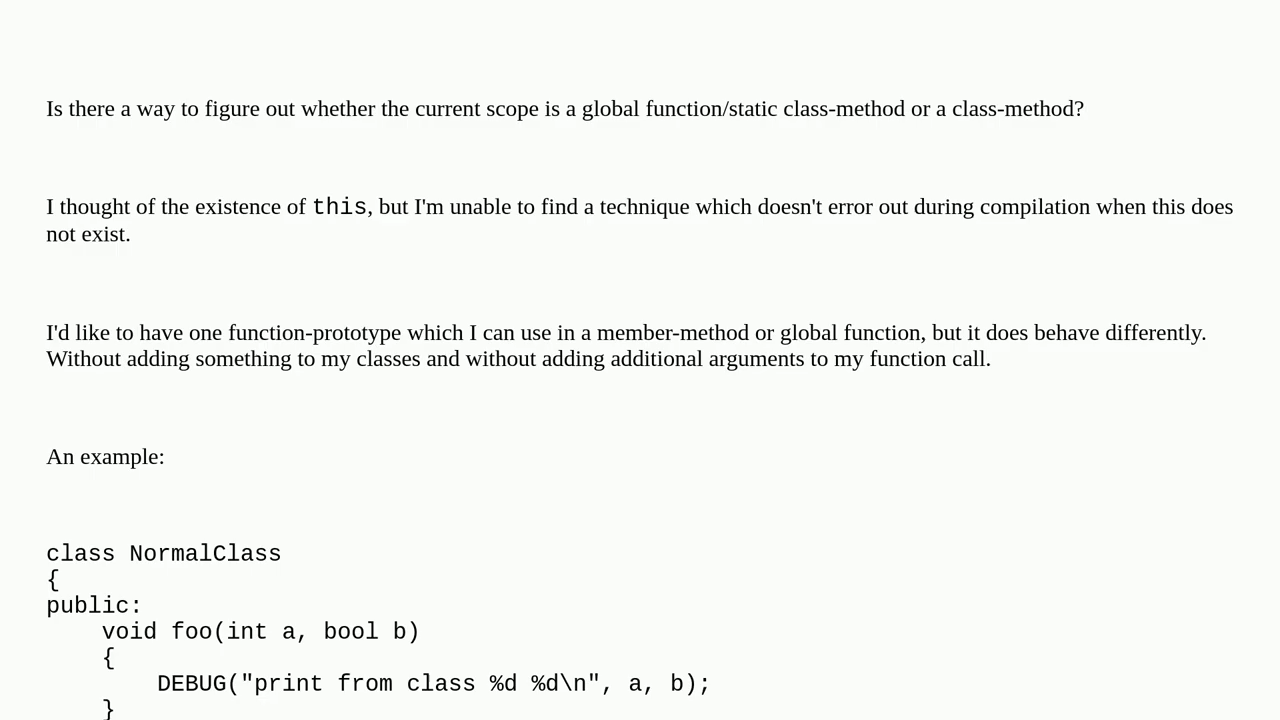 Is there a way to figure out whether the current scope is a global function/static class-method or a class-method?
I thought of the existence of this, but I'm unable to find a technique which doesn't error out during compilation when this does
not exist.
I'd like to have one function-prototype which I can use in a member-method or global function, but it does behave differently.
Without adding something to my classes and without adding additional arguments to my function call.
An example:
class NormalClass
{
public:
    void foo(int a, bool b)
    {
        DEBUG("print from class %d %d\n", a, b);
    }